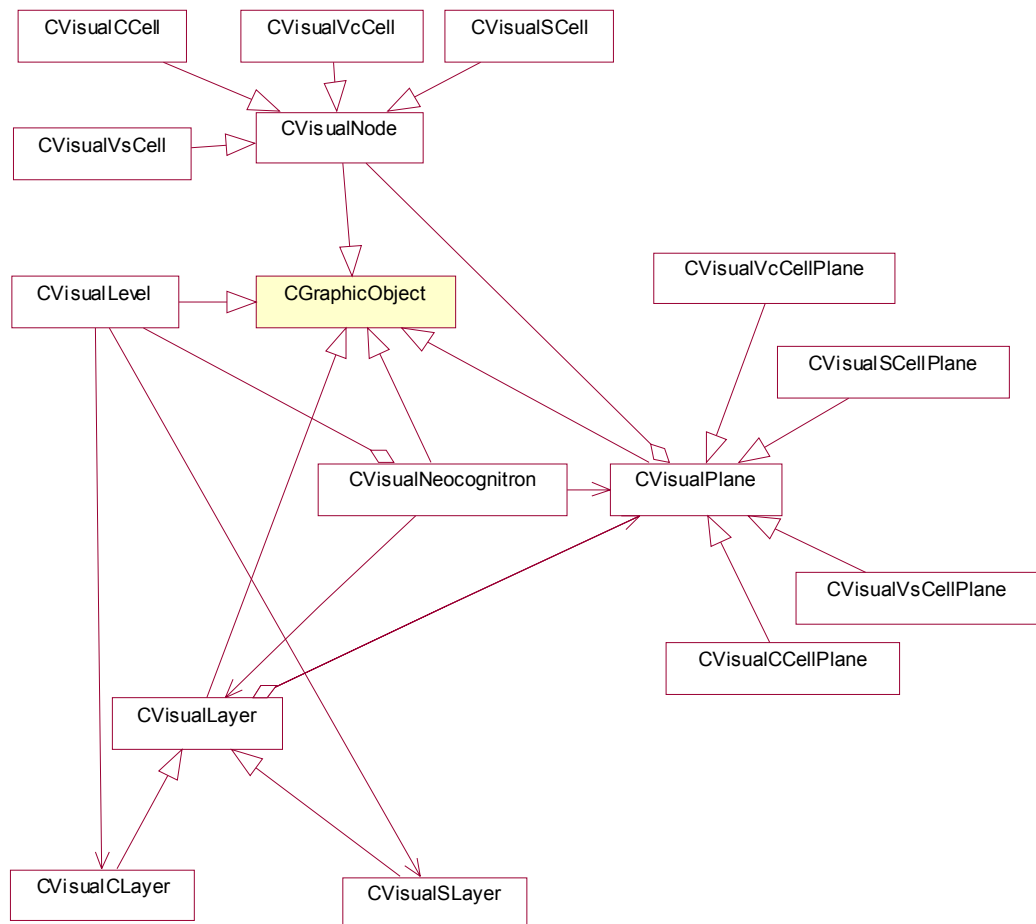 CVisualCCell
CVisualVcCell
CVisualSCell
CVisualNode
CVisualVsCell
CVisualVcCellPlane
CVisualLevel
CGraphicObject
CVisualSCellPlane
CVisualNeocognitron
CVisualPlane
CVisualVsCellPlane
CVisualCCellPlane
CVisualLayer
CVisualCLayer
CVisualSLayer